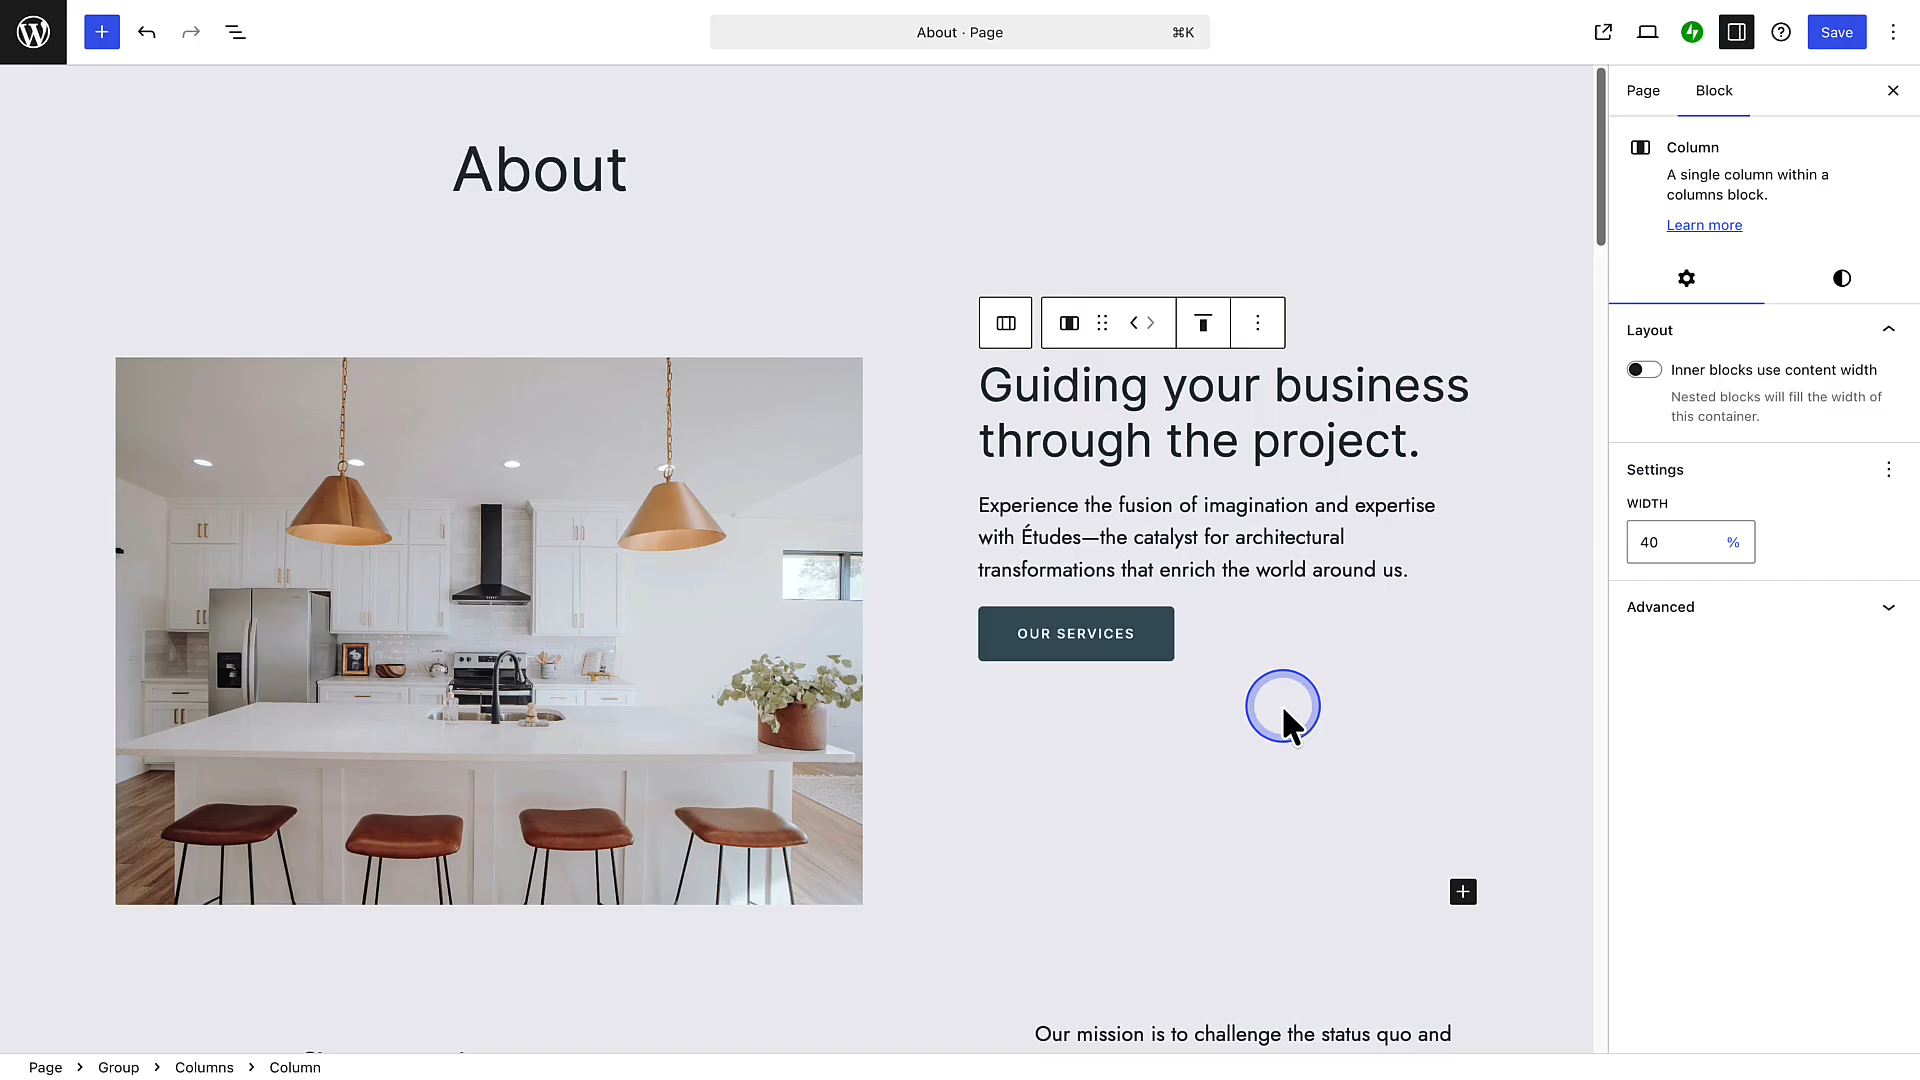 About · Page
⌘K
Save
Page
Block
Column
A single column within a
columns block.
Learn more
Layout
Inner blocks use content width
Nested blocks will fill the width of
this container.
Settings
WIDTH
40
%
Advanced
About
Guiding your business
through the project.
Experience the fusion of imagination and expertise
with Études—the catalyst for architectural
transformations that enrich the world around us.
OUR SERVICES
Our mission is to challenge the status quo and
Page
Group
Columns
Column